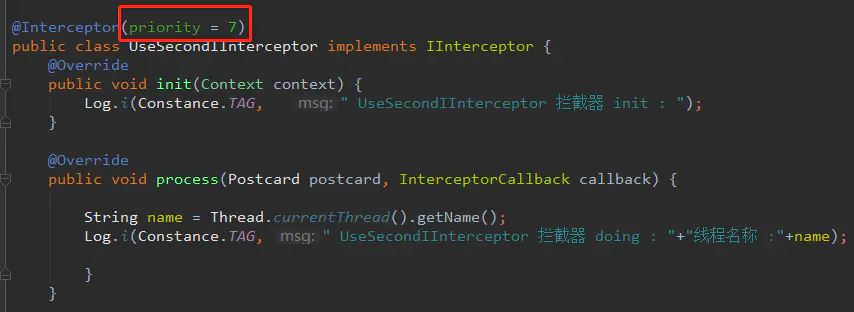 @Interceptor(priority = 7)
public class UseSecondIInterceptor implements IInterceptor {
@Override
public void init(Context context) {
Log.i(Constance.TAG, msg: " UseSecondIInterceptor 拦截器 init : ");
}
@Override
public void process(Postcard postcard, InterceptorCallback callback) {
String name = Thread.currentThread().getName();
Log.i(Constance.TAG, msg: " UseSecondIInterceptor 拦截器 doing : "+"线程名称 :"+name);
}
}